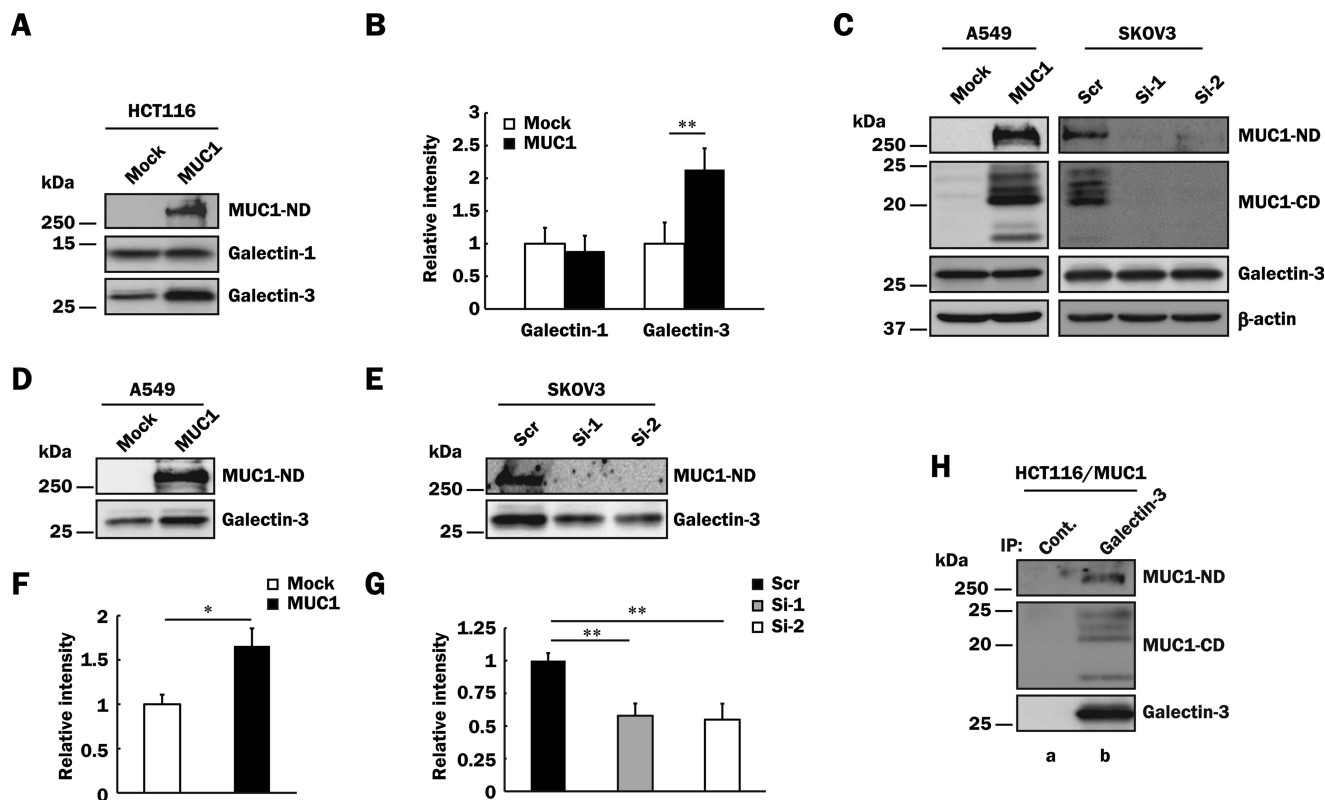 A
HCT116
Mock
MUC1
kDa
250
MUC1-ND
15
Galectin-1
25
Galectin-3
B
Relative intensity
3
2.5
2
1.5
1
0.5
0
Mock
MUC1
**
Galectin-1
Galectin-3
C
A549
SKOV3
Mock
MUC1
Scr
Si-1
Si-2
kDa
250
MUC1-ND
25
20
MUC1-CD
25
Galectin-3
37
β-actin
D
A549
Mock
MUC1
kDa
250
MUC1-ND
25
Galectin-3
E
SKOV3
Scr
Si-1
Si-2
kDa
250
MUC1-ND
25
Galectin-3
F
Mock
MUC1
Relative intensity
2
1.5
1
0.5
0
*
G
Scr
Si-1
Si-2
Relative intensity
1.25
1
0.75
0.5
0.25
0
**
**
H
HCT116/MUC1
IP:
Cont.
Galectin-3
kDa
250
MUC1-ND
25
20
MUC1-CD
25
Galectin-3
a
b